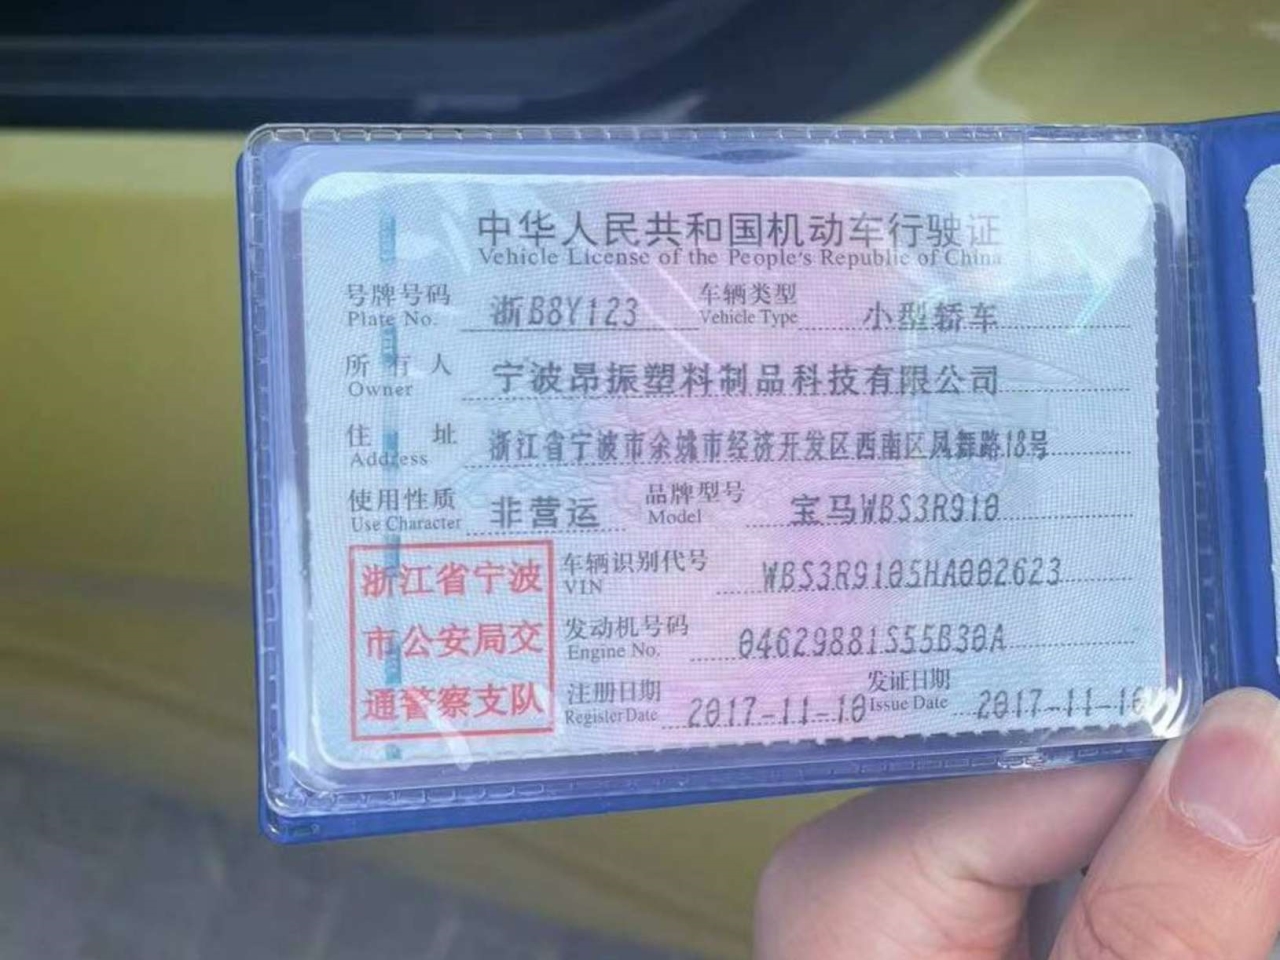 中华人民共和国机动车行驶证
Vehicle License of the People's Republic of China
号牌号码 浙B8Y123 车辆类型 小型轿车
Plate No. Vehicle Type
所有人 宁波昂振塑料制品科技有限公司
Owner
住址 浙江省宁波市余姚市经济开发区西南区凤舞路18号
Address
使用性质 非营运 品牌型号 宝马WBS3R910
Use Character Model
浙江省宁波
市公安局交
通警察支队
车辆识别代号 WBS3R9105HA002623
VIN
发动机号码 04629881S55B30A
Engine No.
注册日期 2017-11-10 发证日期 2017-11-10
Register Date Issue Date